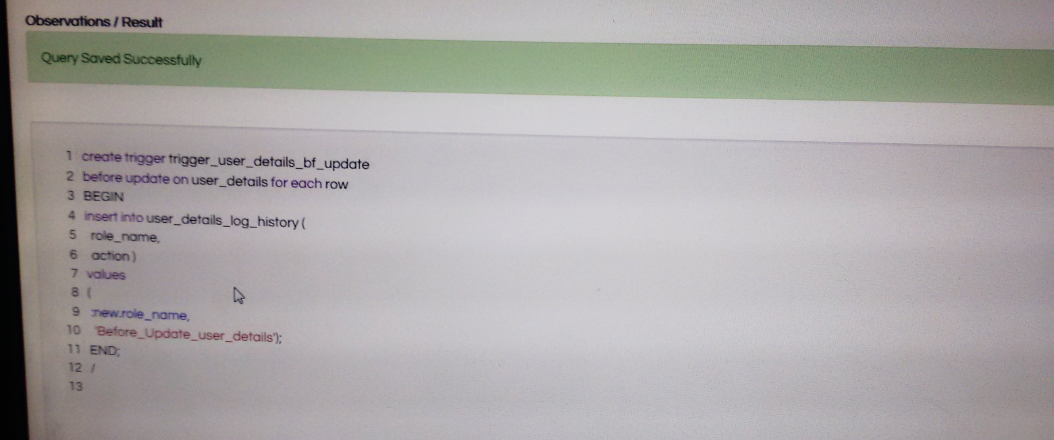 Observations / Result
Query Saved Successfully
1 create trigger trigger_user_details_bf_update
2 before update on user_details for each row
3 BEGIN
4 insert into user_details_log_history (
5 role_name,
6 action )
7 values
8 (
9 :new.role_name,
10 'Before_Update_user_details');
11 END;
12 /
13